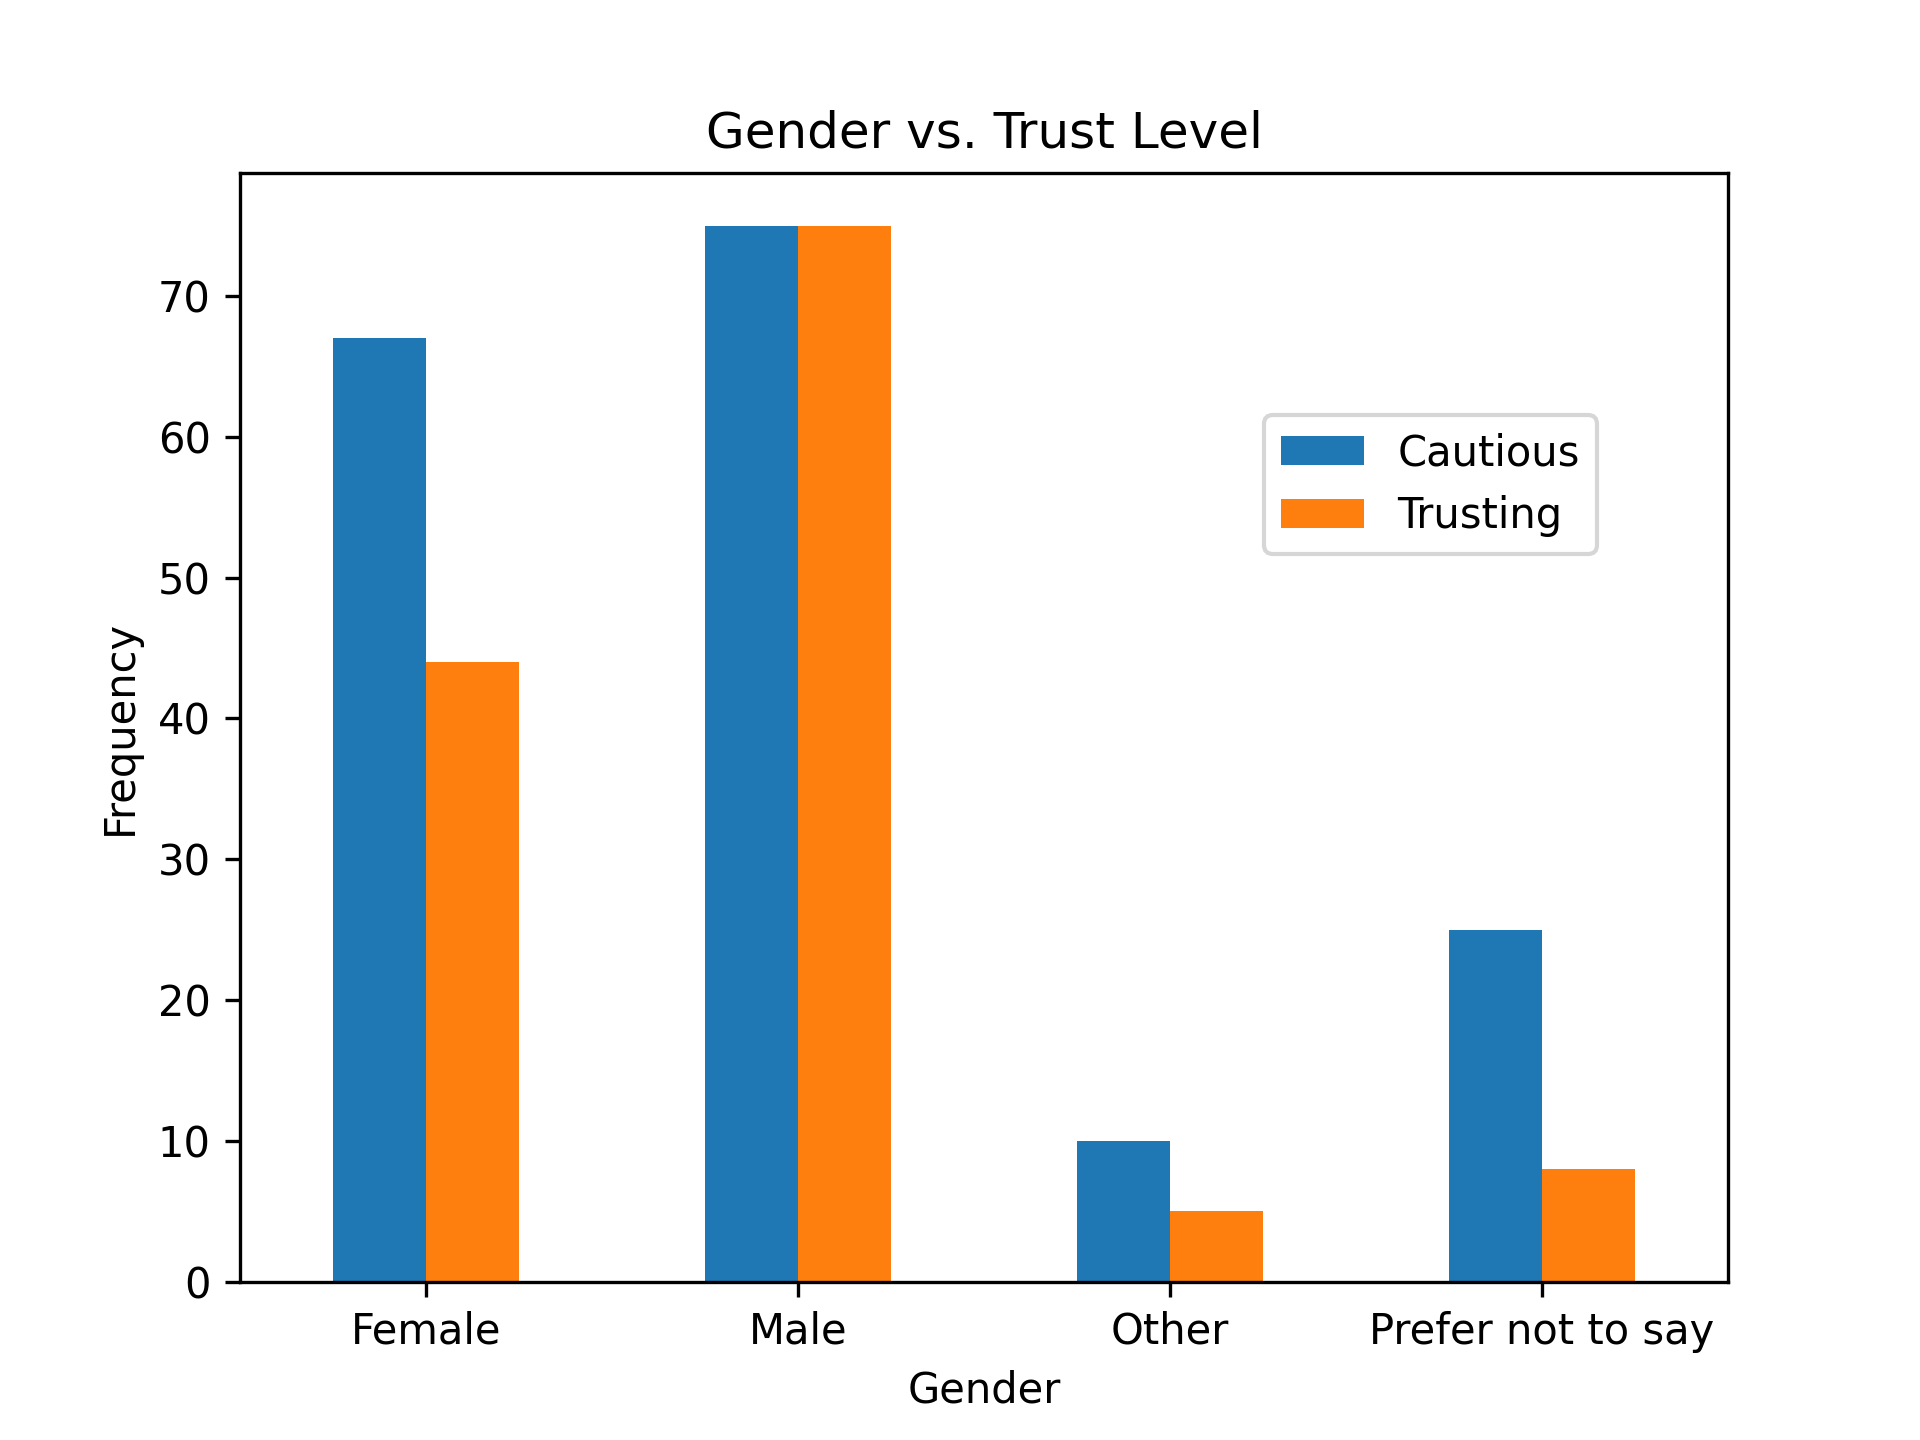 Gender vs. Trust Level
70
60
50
40
30
20
10
0
Frequency
Cautious
Trusting
Female
Male
Other
Prefer not to say
Gender